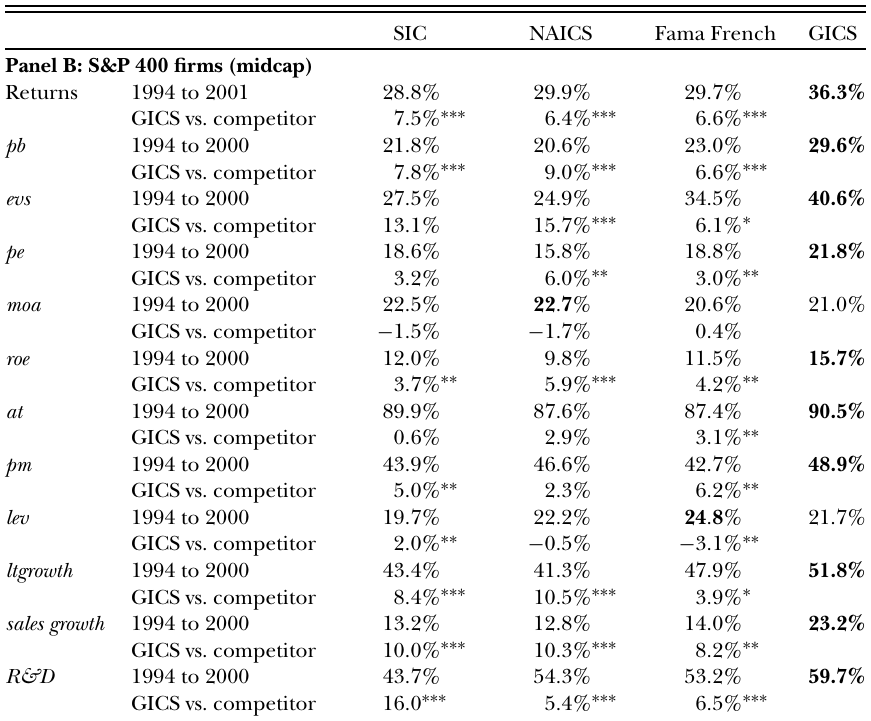 SIC NAICS Fama French GICS
Panel B: S&P 400 firms (midcap)
Returns 1994 to 2001 28.8% 29.9% 29.7% 36.3%
GICS vs. competitor 7.5%*** 6.4%*** 6.6%***
pb 1994 to 2000 21.8% 20.6% 23.0% 29.6%
GICS vs. competitor 7.8%*** 9.0%*** 6.6%***
evs 1994 to 2000 27.5% 24.9% 34.5% 40.6%
GICS vs. competitor 13.1% 15.7%*** 6.1%*
pe 1994 to 2000 18.6% 15.8% 18.8% 21.8%
GICS vs. competitor 3.2% 6.0%** 3.0%**
moa 1994 to 2000 22.5% 22.7% 20.6% 21.0%
GICS vs. competitor −1.5% −1.7% 0.4%
roe 1994 to 2000 12.0% 9.8% 11.5% 15.7%
GICS vs. competitor 3.7%** 5.9%*** 4.2%**
at 1994 to 2000 89.9% 87.6% 87.4% 90.5%
GICS vs. competitor 0.6% 2.9% 3.1%**
pm 1994 to 2000 43.9% 46.6% 42.7% 48.9%
GICS vs. competitor 5.0%** 2.3% 6.2%**
lev 1994 to 2000 19.7% 22.2% 24.8% 21.7%
GICS vs. competitor 2.0%** −0.5% −3.1%**
ltgrowth 1994 to 2000 43.4% 41.3% 47.9% 51.8%
GICS vs. competitor 8.4%*** 10.5%*** 3.9%*
sales growth 1994 to 2000 13.2% 12.8% 14.0% 23.2%
GICS vs. competitor 10.0%*** 10.3%*** 8.2%**
R&D 1994 to 2000 43.7% 54.3% 53.2% 59.7%
GICS vs. competitor 16.0*** 5.4%*** 6.5%***